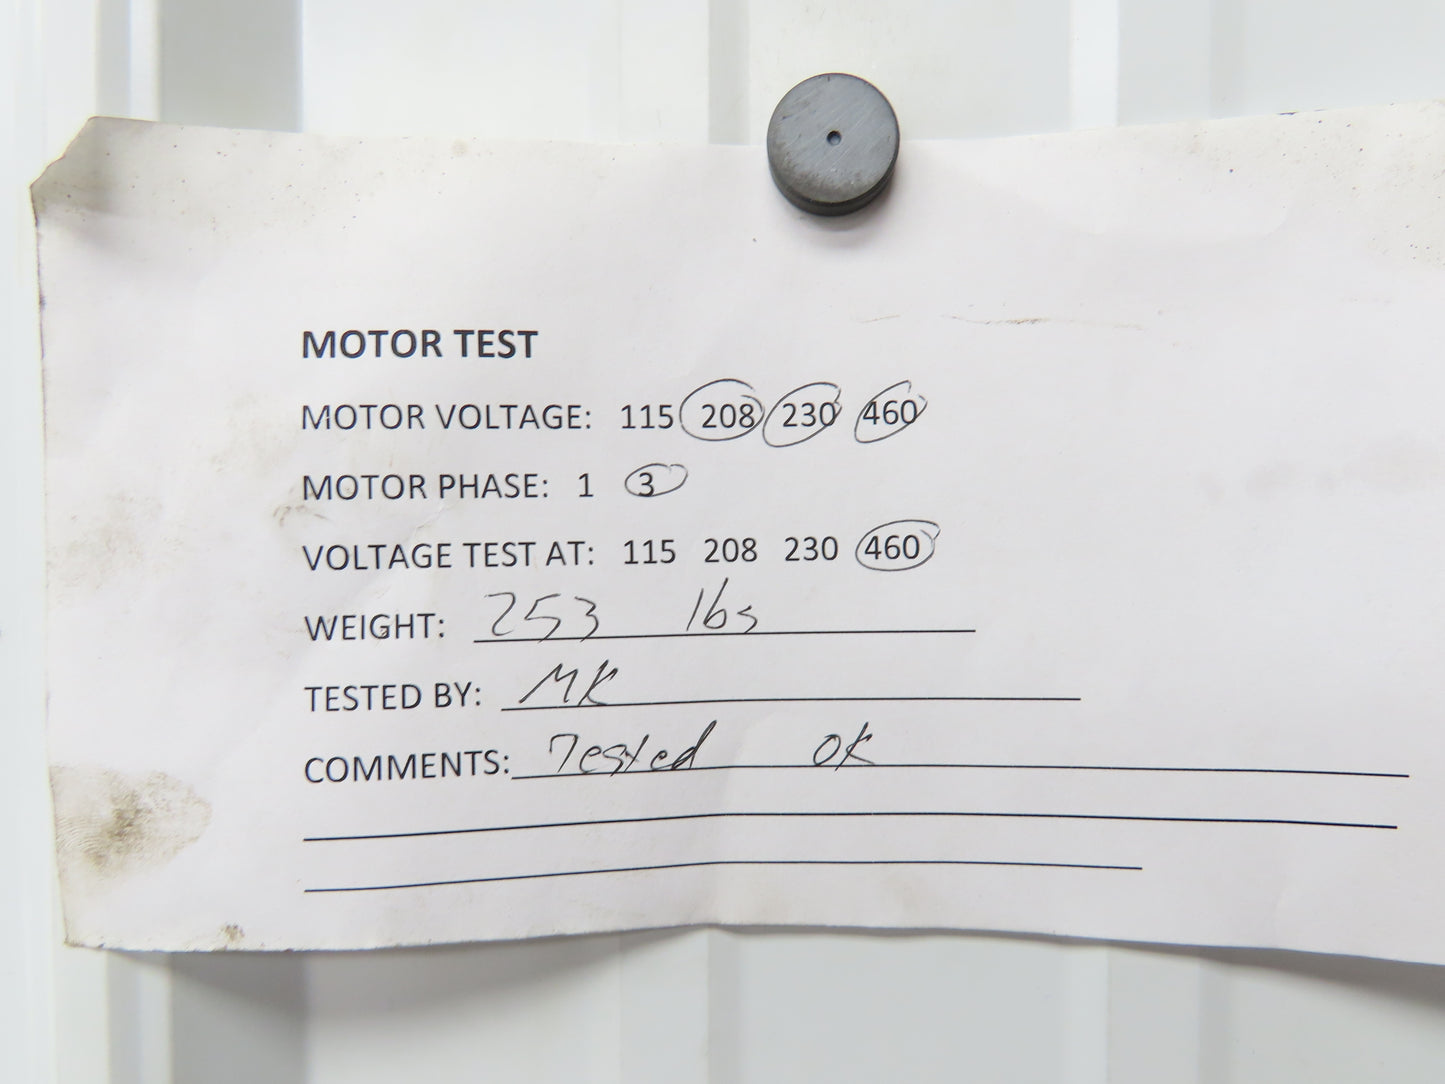 MOTOR TEST
MOTOR VOLTAGE: 115 208 230 460
MOTOR PHASE: 1 3
VOLTAGE TEST AT: 115 208 230 460
WEIGHT: 253 lbs
TESTED BY: MK
COMMENTS: Tested OK